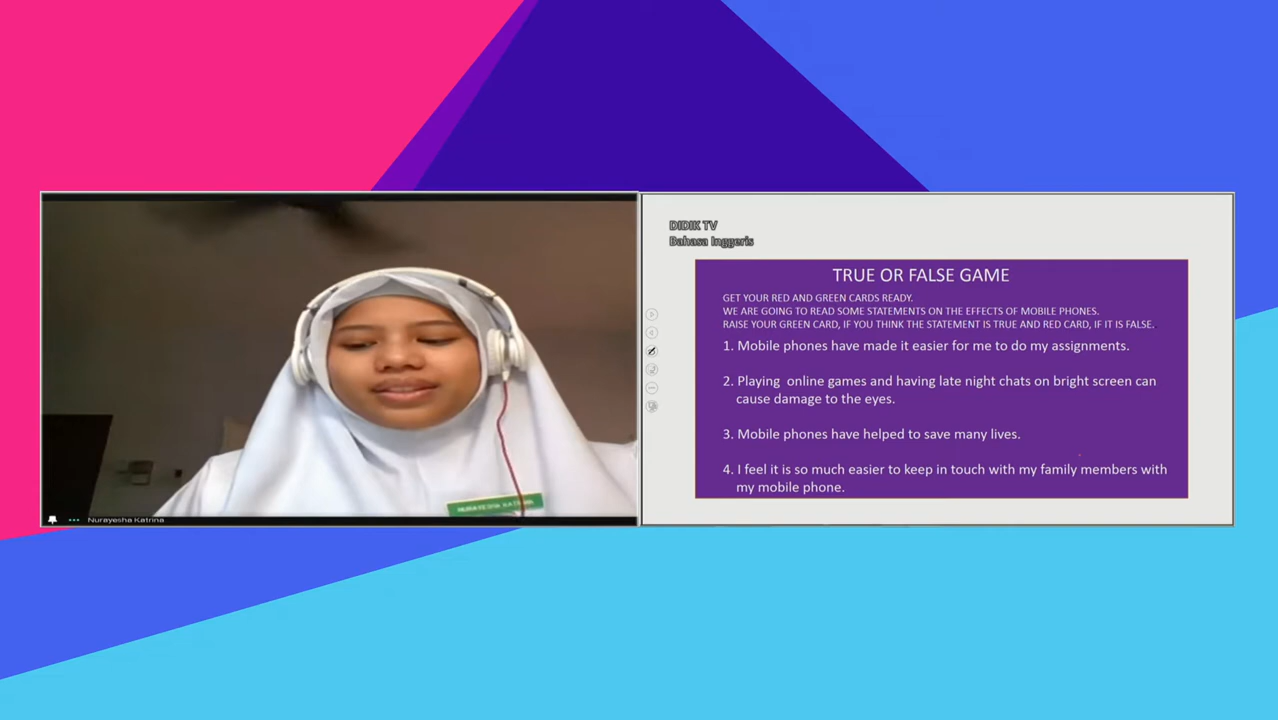 DIDIK TV
Bahasa Inggeris
TRUE OR FALSE GAME
GET YOUR RED AND GREEN CARDS READY.
WE ARE GOING TO READ SOME STATEMENTS ON THE EFFECTS OF MOBILE PHONES.
RAISE YOUR GREEN CARD, IF YOU THINK THE STATEMENT IS TRUE AND RED CARD, IF IT IS FALSE.
1. Mobile phones have made it easier for me to do my assignments.
2. Playing online games and having late night chats on bright screen can
cause damage to the eyes.
3. Mobile phones have helped to save many lives.
4. I feel it is so much easier to keep in touch with my family members with
my mobile phone.
Nurayesha Katrina